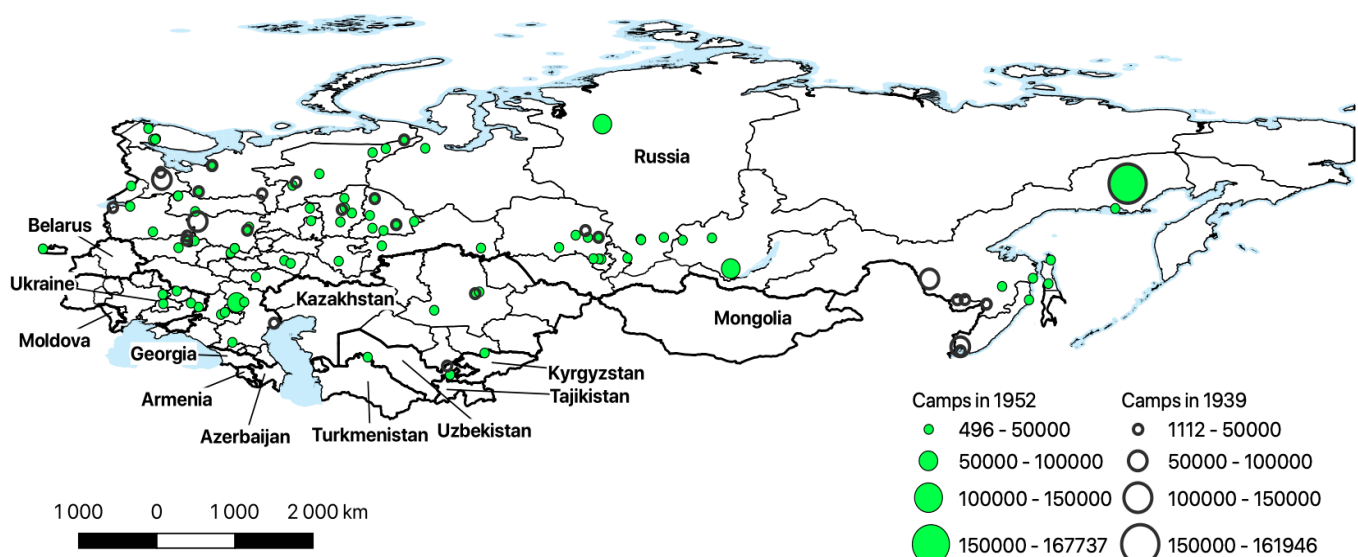 Russia
Belarus
Ukraine
Kazakhstan
Mongolia
Moldova
Georgia
Kyrgyzstan
Armenia
Tajikistan
Azerbaijan
Turkmenistan
Uzbekistan
Camps in 1952 Camps in 1939
496 - 50000 1112 - 50000
50000 - 100000 50000 - 100000
100000 - 150000 100000 - 150000
150000 - 167737 150000 - 161946
1 000 0 1 000 2 000 km